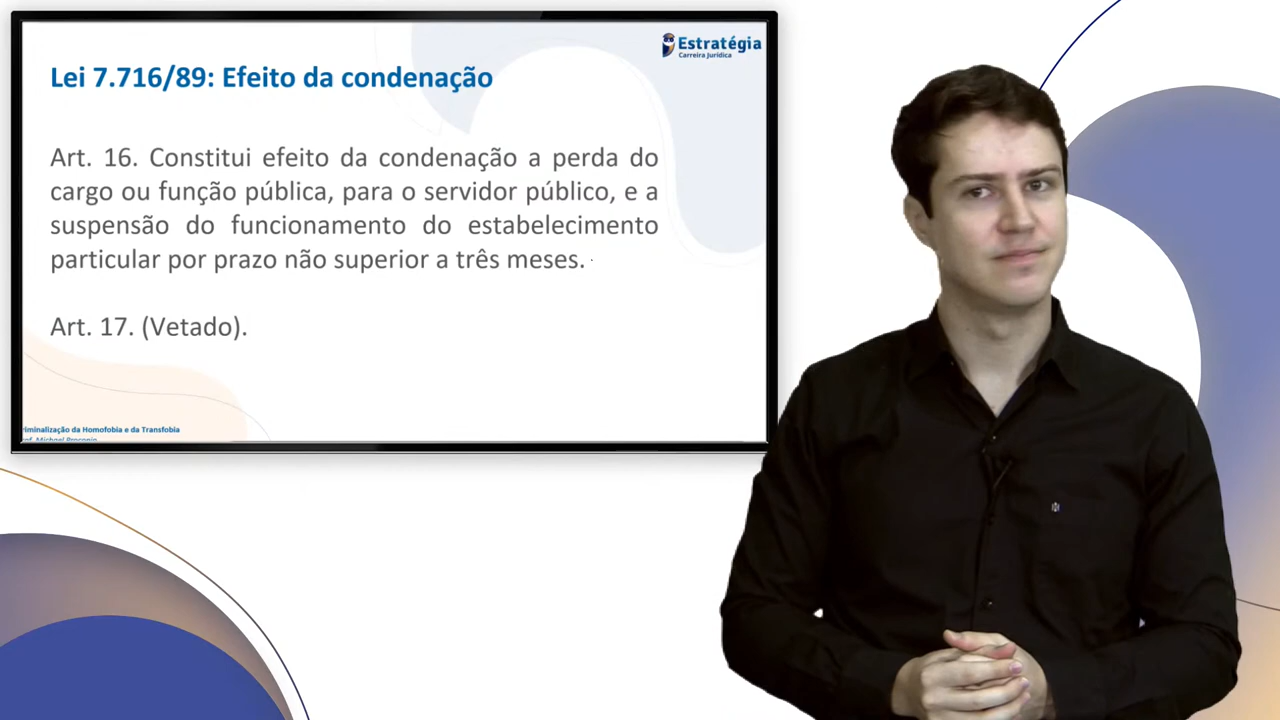 Estratégia
Carreira Jurídica
Lei 7.716/89: Efeito da condenação
Art. 16. Constitui efeito da condenação a perda do
cargo ou função pública, para o servidor público, e a
suspensão do funcionamento do estabelecimento
particular por prazo não superior a três meses.
Art. 17. (Vetado).
riminalização da Homofobia e da Transfobia